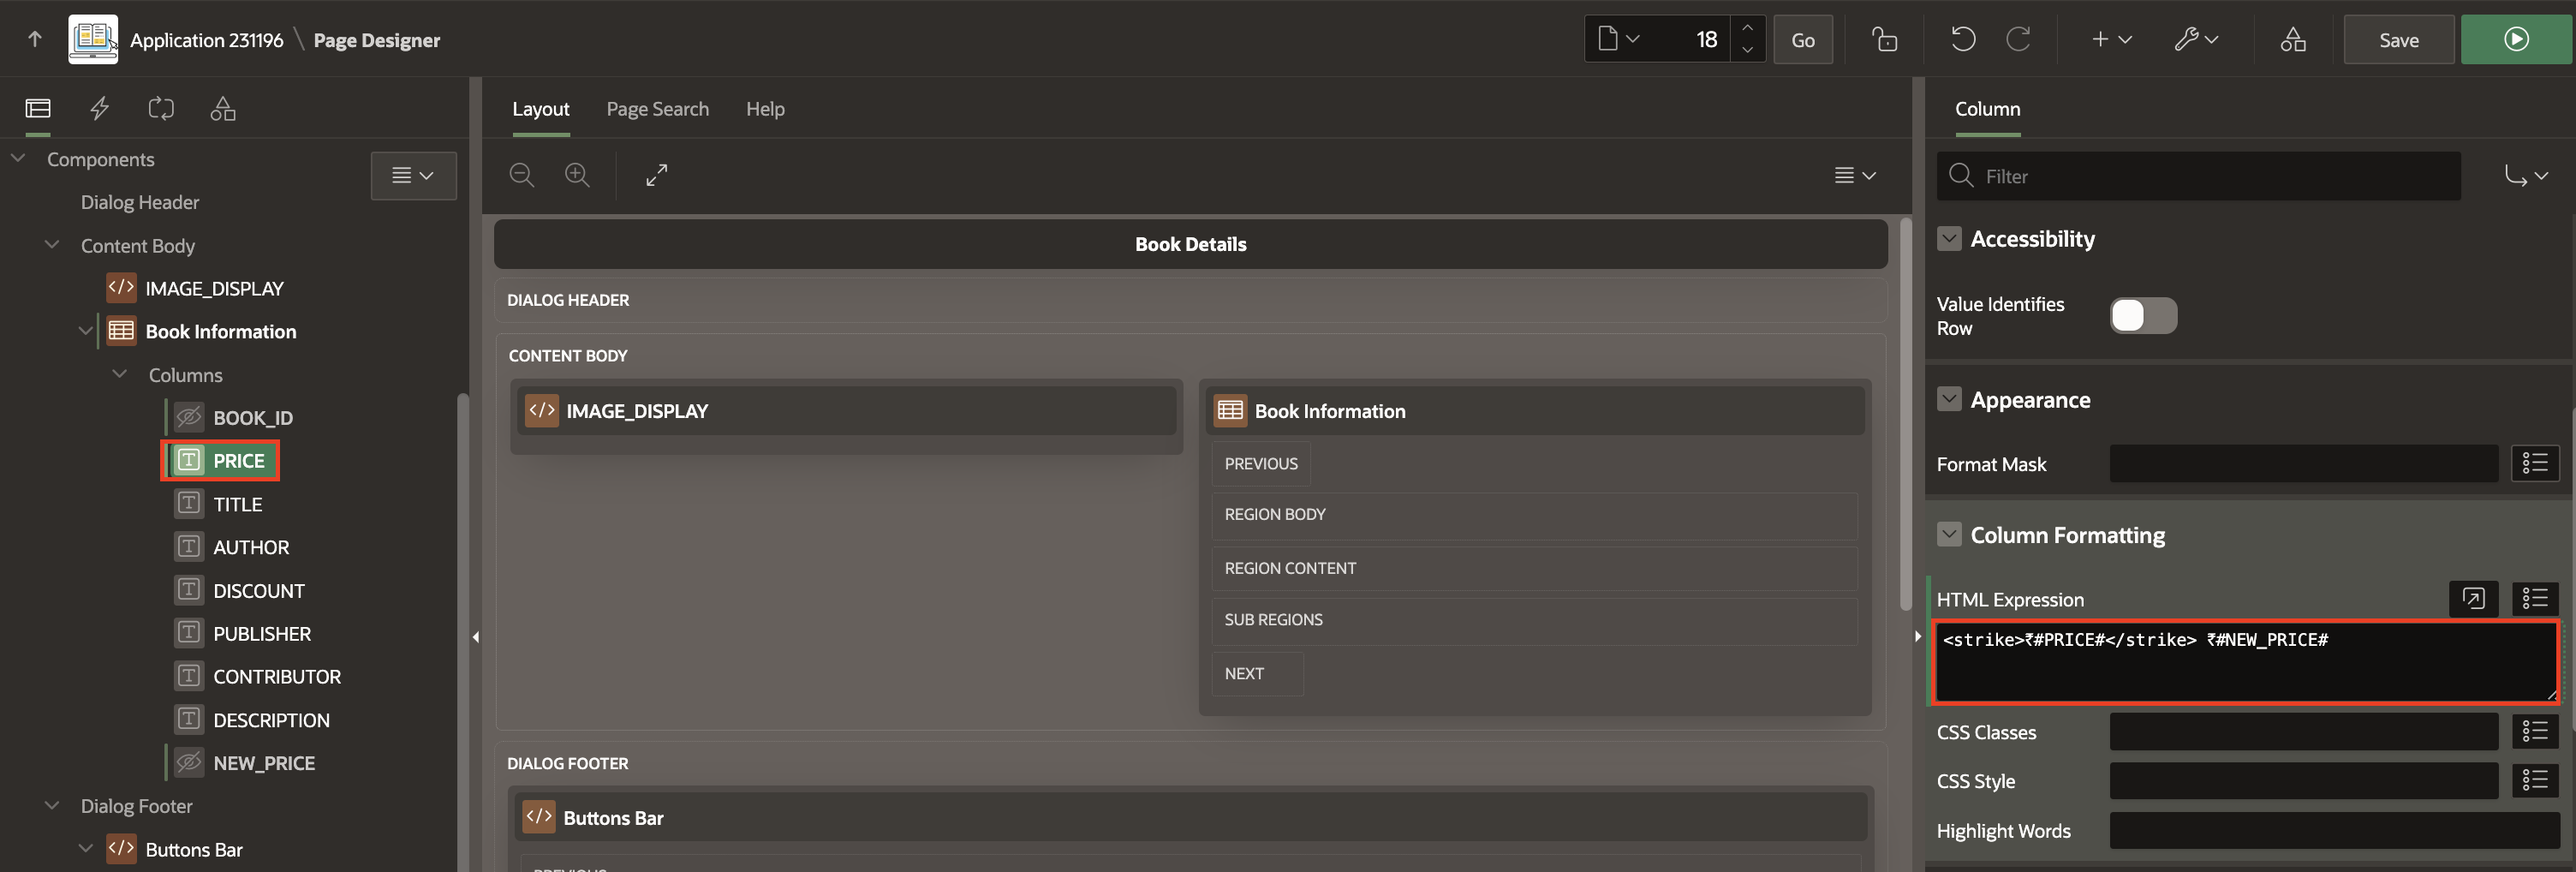 Application 231196 \ Page Designer
18
Go
Save
Components
Dialog Header
Content Body
IMAGE_DISPLAY
Book Information
Columns
BOOK_ID
PRICE
TITLE
AUTHOR
DISCOUNT
PUBLISHER
CONTRIBUTOR
DESCRIPTION
NEW_PRICE
Dialog Footer
Buttons Bar
Layout
Page Search
Help
Book Details
DIALOG HEADER
CONTENT BODY
IMAGE_DISPLAY
Book Information
PREVIOUS
REGION BODY
REGION CONTENT
SUB REGIONS
NEXT
DIALOG FOOTER
Buttons Bar
PREVIOUS
Column
Filter
Accessibility
Value Identifies
Row
Appearance
Format Mask
Column Formatting
HTML Expression
<strike>₹#PRICE#</strike> ₹#NEW_PRICE#
CSS Classes
CSS Style
Highlight Words